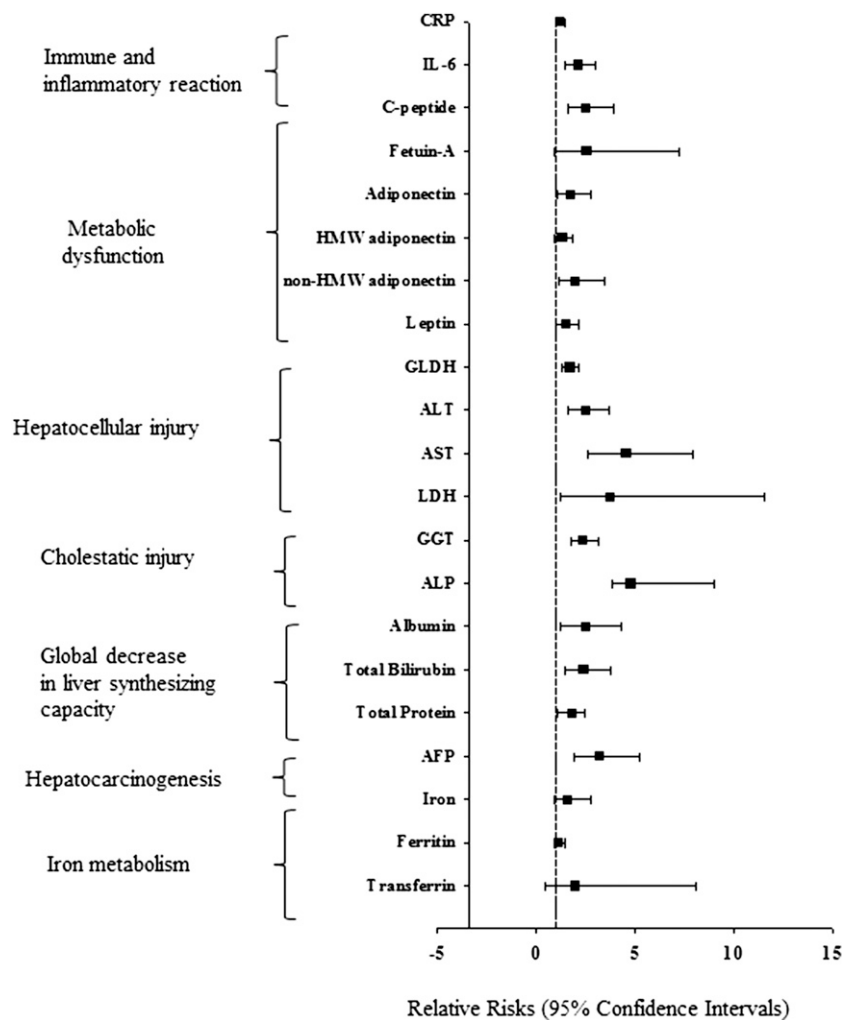 CRP
Immune and
inflammatory reaction
IL-6
C-peptide
Fetuin-A
Adiponectin
Metabolic
dysfunction
HMW adiponectin
non-HMW adiponectin
Leptin
GLDH
Hepatocellular injury
ALT
AST
LDH
Cholestatic injury
GGT
ALP
Albumin
Global decrease
in liver synthesizing
capacity
Total Bilirubin
Total Protein
AFP
Hepatocarcinogenesis
Iron
Ferritin
Iron metabolism
Transferrin
-5 0 5 10 15
Relative Risks (95% Confidence Intervals)